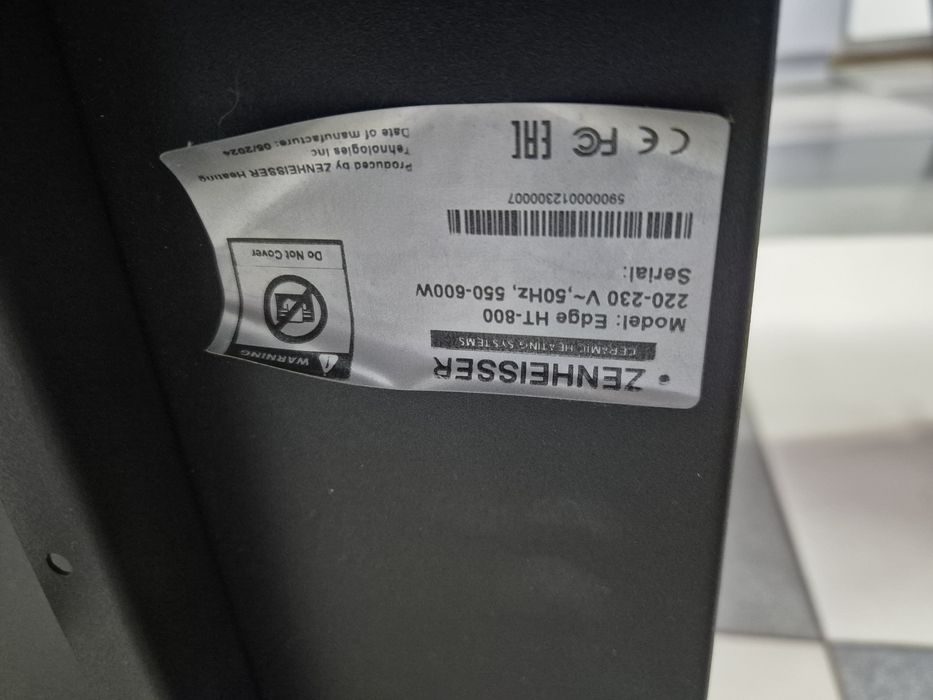 ZENHEISSER
CERAMIC HEATING SYSTEMS
Model: Edge HT-800
220-230 V~,50Hz, 550-600W
Serial:
5900000012300007
CE FC EAC
WARNING
Do Not Cover
Produced by ZENHEISSER Heating
Tehnologies Inc
Date of manufacture: 06/2024